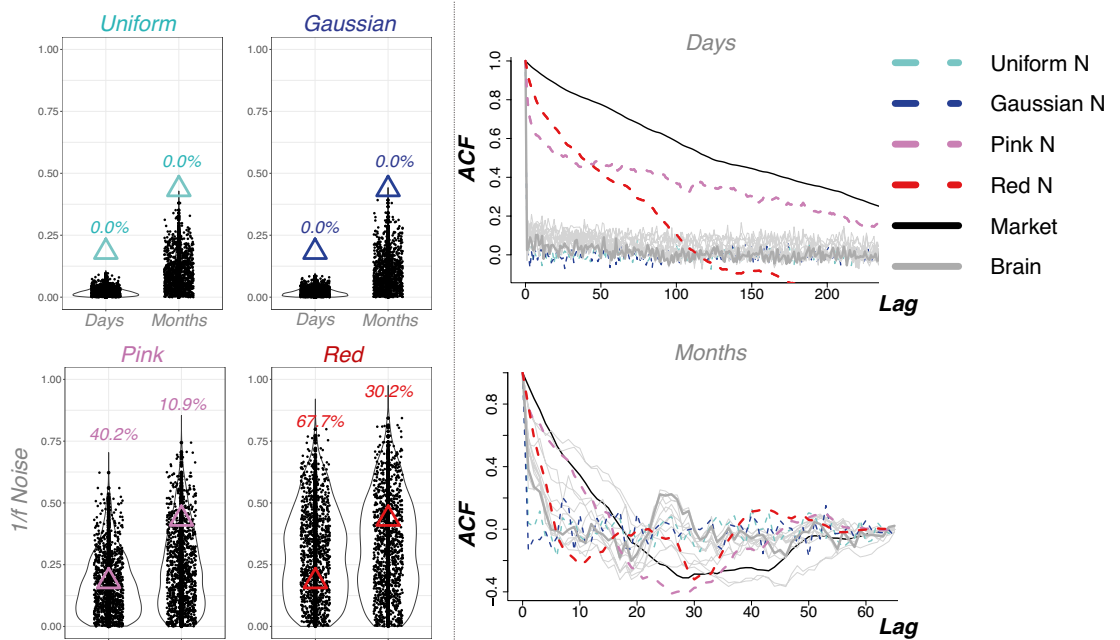 Uniform
1.00
0.75
0.50
0.25
0.00
0.0%
0.0%
Days
Months
Gaussian
1.00
0.75
0.50
0.25
0.00
0.0%
0.0%
Days
Months
Pink
1/f Noise
1.00
0.75
0.50
0.25
0.00
40.2%
10.9%
Red
1.00
0.75
0.50
0.25
0.00
67.7%
30.2%
Days
ACF
1.0
0.8
0.6
0.4
0.2
0.0
0
50
100
150
200
Lag
Uniform N
Gaussian N
Pink N
Red N
Market
Brain
Months
ACF
0.8
0.4
0.0
−0.4
0
10
20
30
40
50
60
Lag